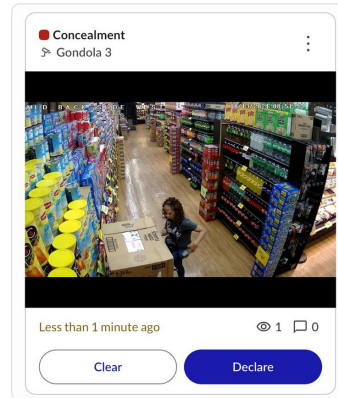 Concealment
Gondola 3
Less than 1 minute ago
1
0
Clear
Declare